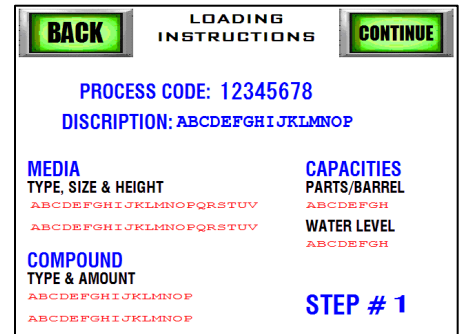 BACK
LOADING
INSTRUCTIONS
CONTINUE
PROCESS CODE: 12345678
DISCRIPTION: ABCDEFGHIJKLMNOP
MEDIA
TYPE, SIZE & HEIGHT
ABCDEFGHIJKLMNOPQRSTUV
ABCDEFGHIJKLMNOPQRSTUV
CAPACITIES
PARTS/BARREL
ABCDEFGH
WATER LEVEL
ABCDEFGH
COMPOUND
TYPE & AMOUNT
ABCDEFGHIJKLMNOP
ABCDEFGHIJKLMNOP
STEP # 1